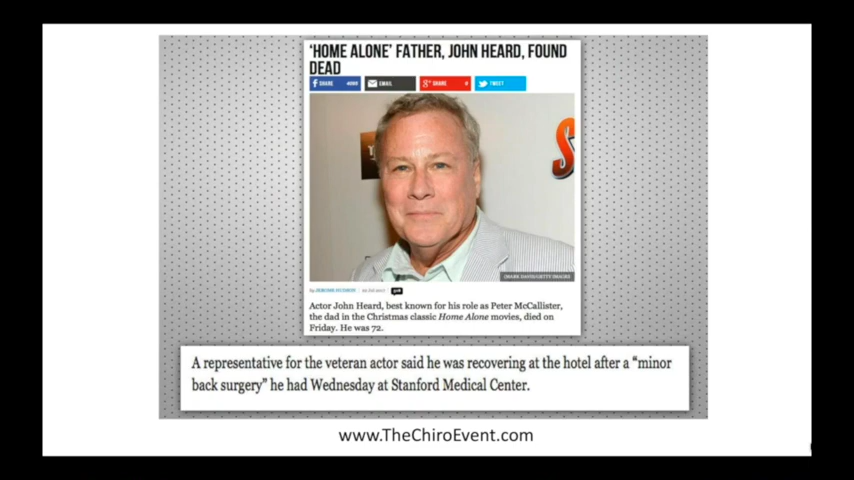 'HOME ALONE' FATHER, JOHN HEARD, FOUND
DEAD
SHARE
EMAIL
SHARE
TWEET
Actor John Heard, best known for his role as Peter McCallister,
the dad in the Christmas classic Home Alone movies, died on
Friday. He was 72.
A representative for the veteran actor said he was recovering at the hotel after a “minor
back surgery” he had Wednesday at Stanford Medical Center.
www.TheChiroEvent.com